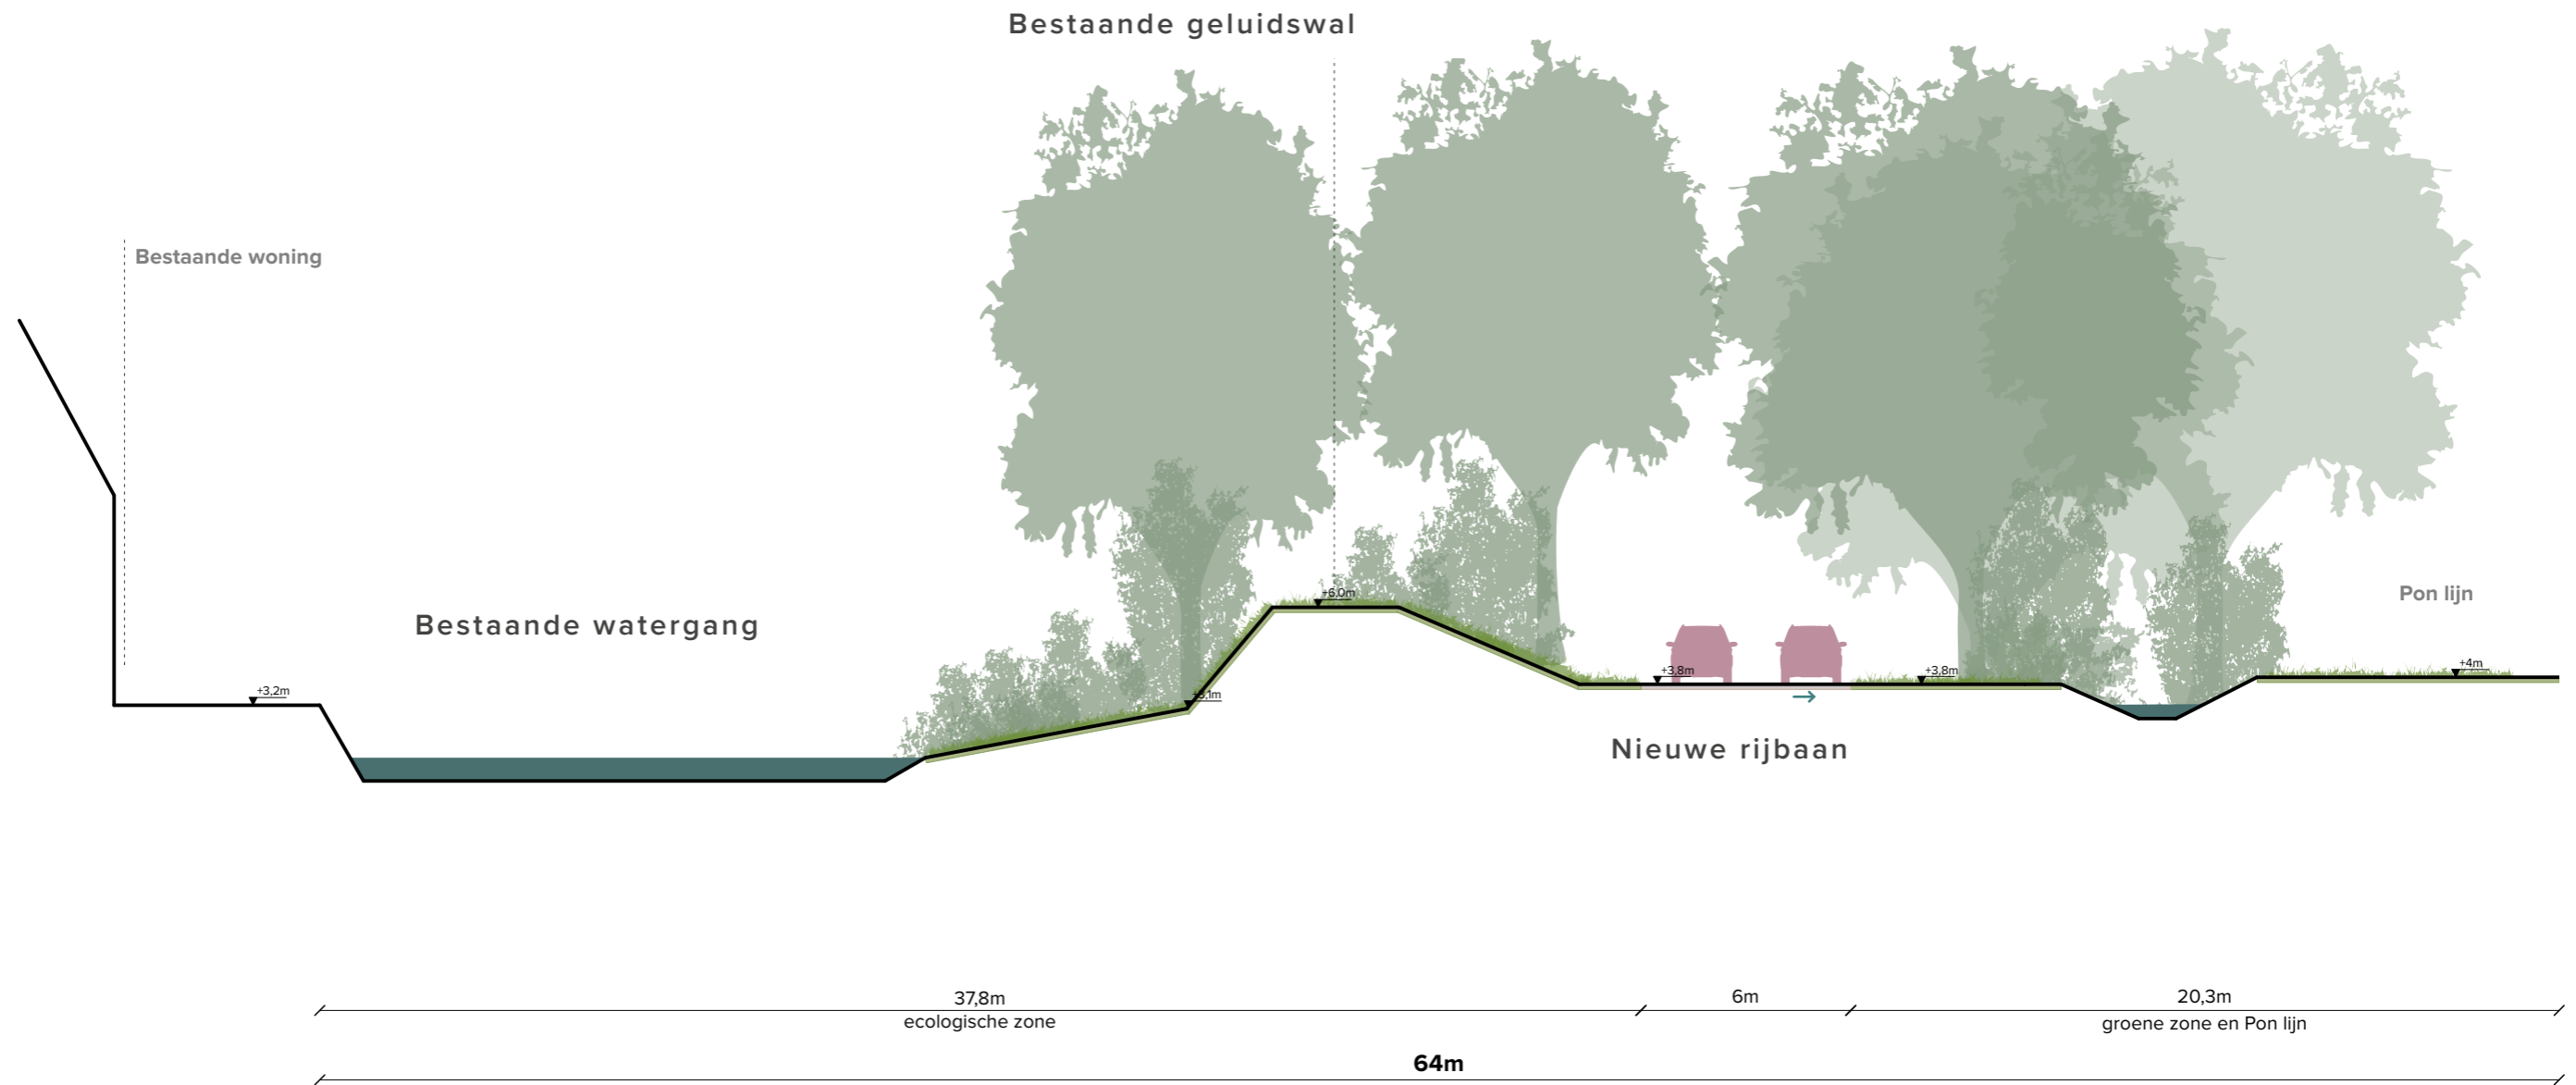 Bestaande geluidswal
Bestaande woning
Bestaande watergang
Pon lijn
+6,0m
+3,2m
+3,8m
+3,8m
+4m
Nieuwe rijbaan
37,8m
6m
20,3m
ecologische zone
groene zone en Pon lijn
64m